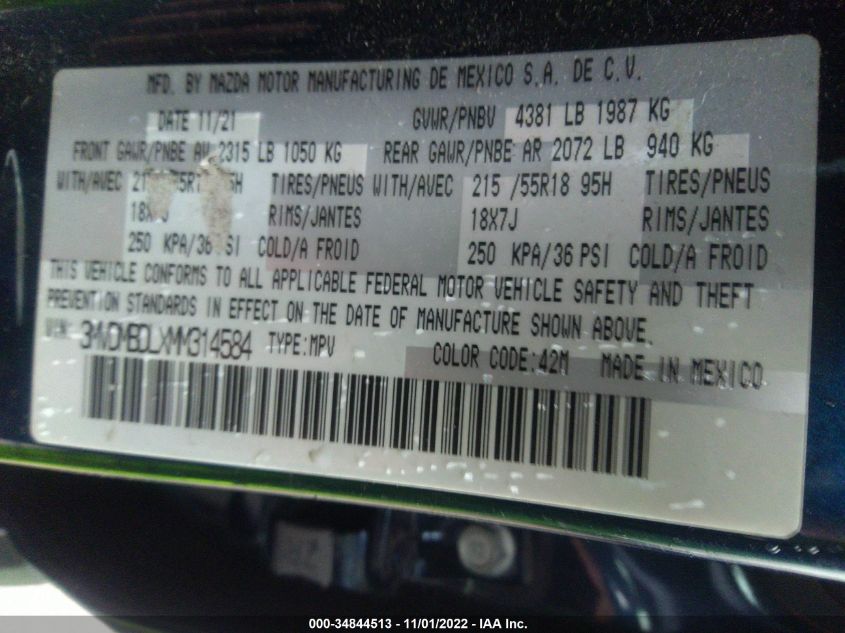 MFD. BY MAZDA MOTOR MANUFACTURING DE MEXICO S.A. DE C.V.
DATE 11/21 GVWR/PNBV 4381 LB 1987 KG
FRONT GAWR/PNBE AV 2315 LB 1050 KG REAR GAWR/PNBE AR 2072 LB 940 KG
WITH/AVEC TIRES/PNEUS WITH/AVEC 215 /55R18 95H TIRES/PNEUS
RIMS/JANTES 18X7J RIMS/JANTES
250 KPA/36 PSI COLD/A FROID 250 KPA/36 PSI COLD/A FROID
THIS VEHICLE CONFORMS TO ALL APPLICABLE FEDERAL MOTOR VEHICLE SAFETY AND THEFT
PREVENTION STANDARDS IN EFFECT ON THE DATE OF MANUFACTURE SHOWN ABOVE.
VIN: 3MVDMBDLXMM314584 TYPE:MPV COLOR CODE:42M MADE IN MEXICO
000-34844513 - 11/01/2022 - IAA Inc.